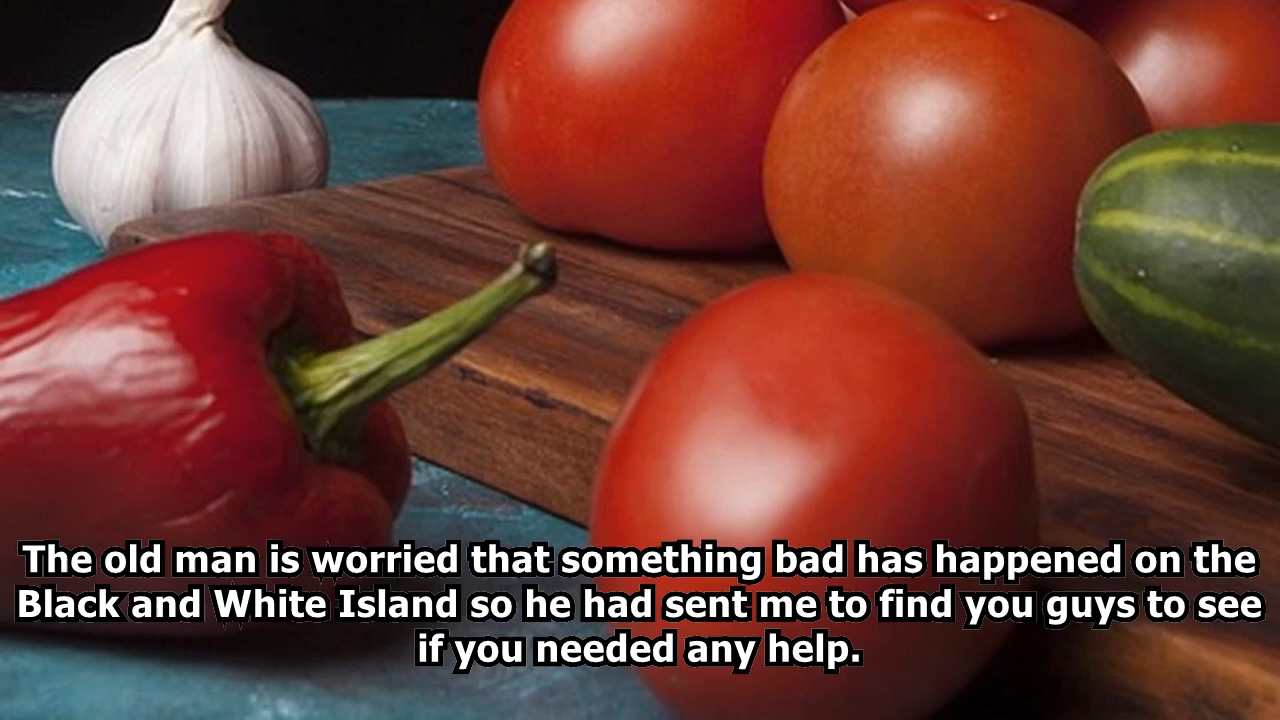 The old man is worried that something bad has happened on the
Black and White Island so he had sent me to find you guys to see
if you needed any help.